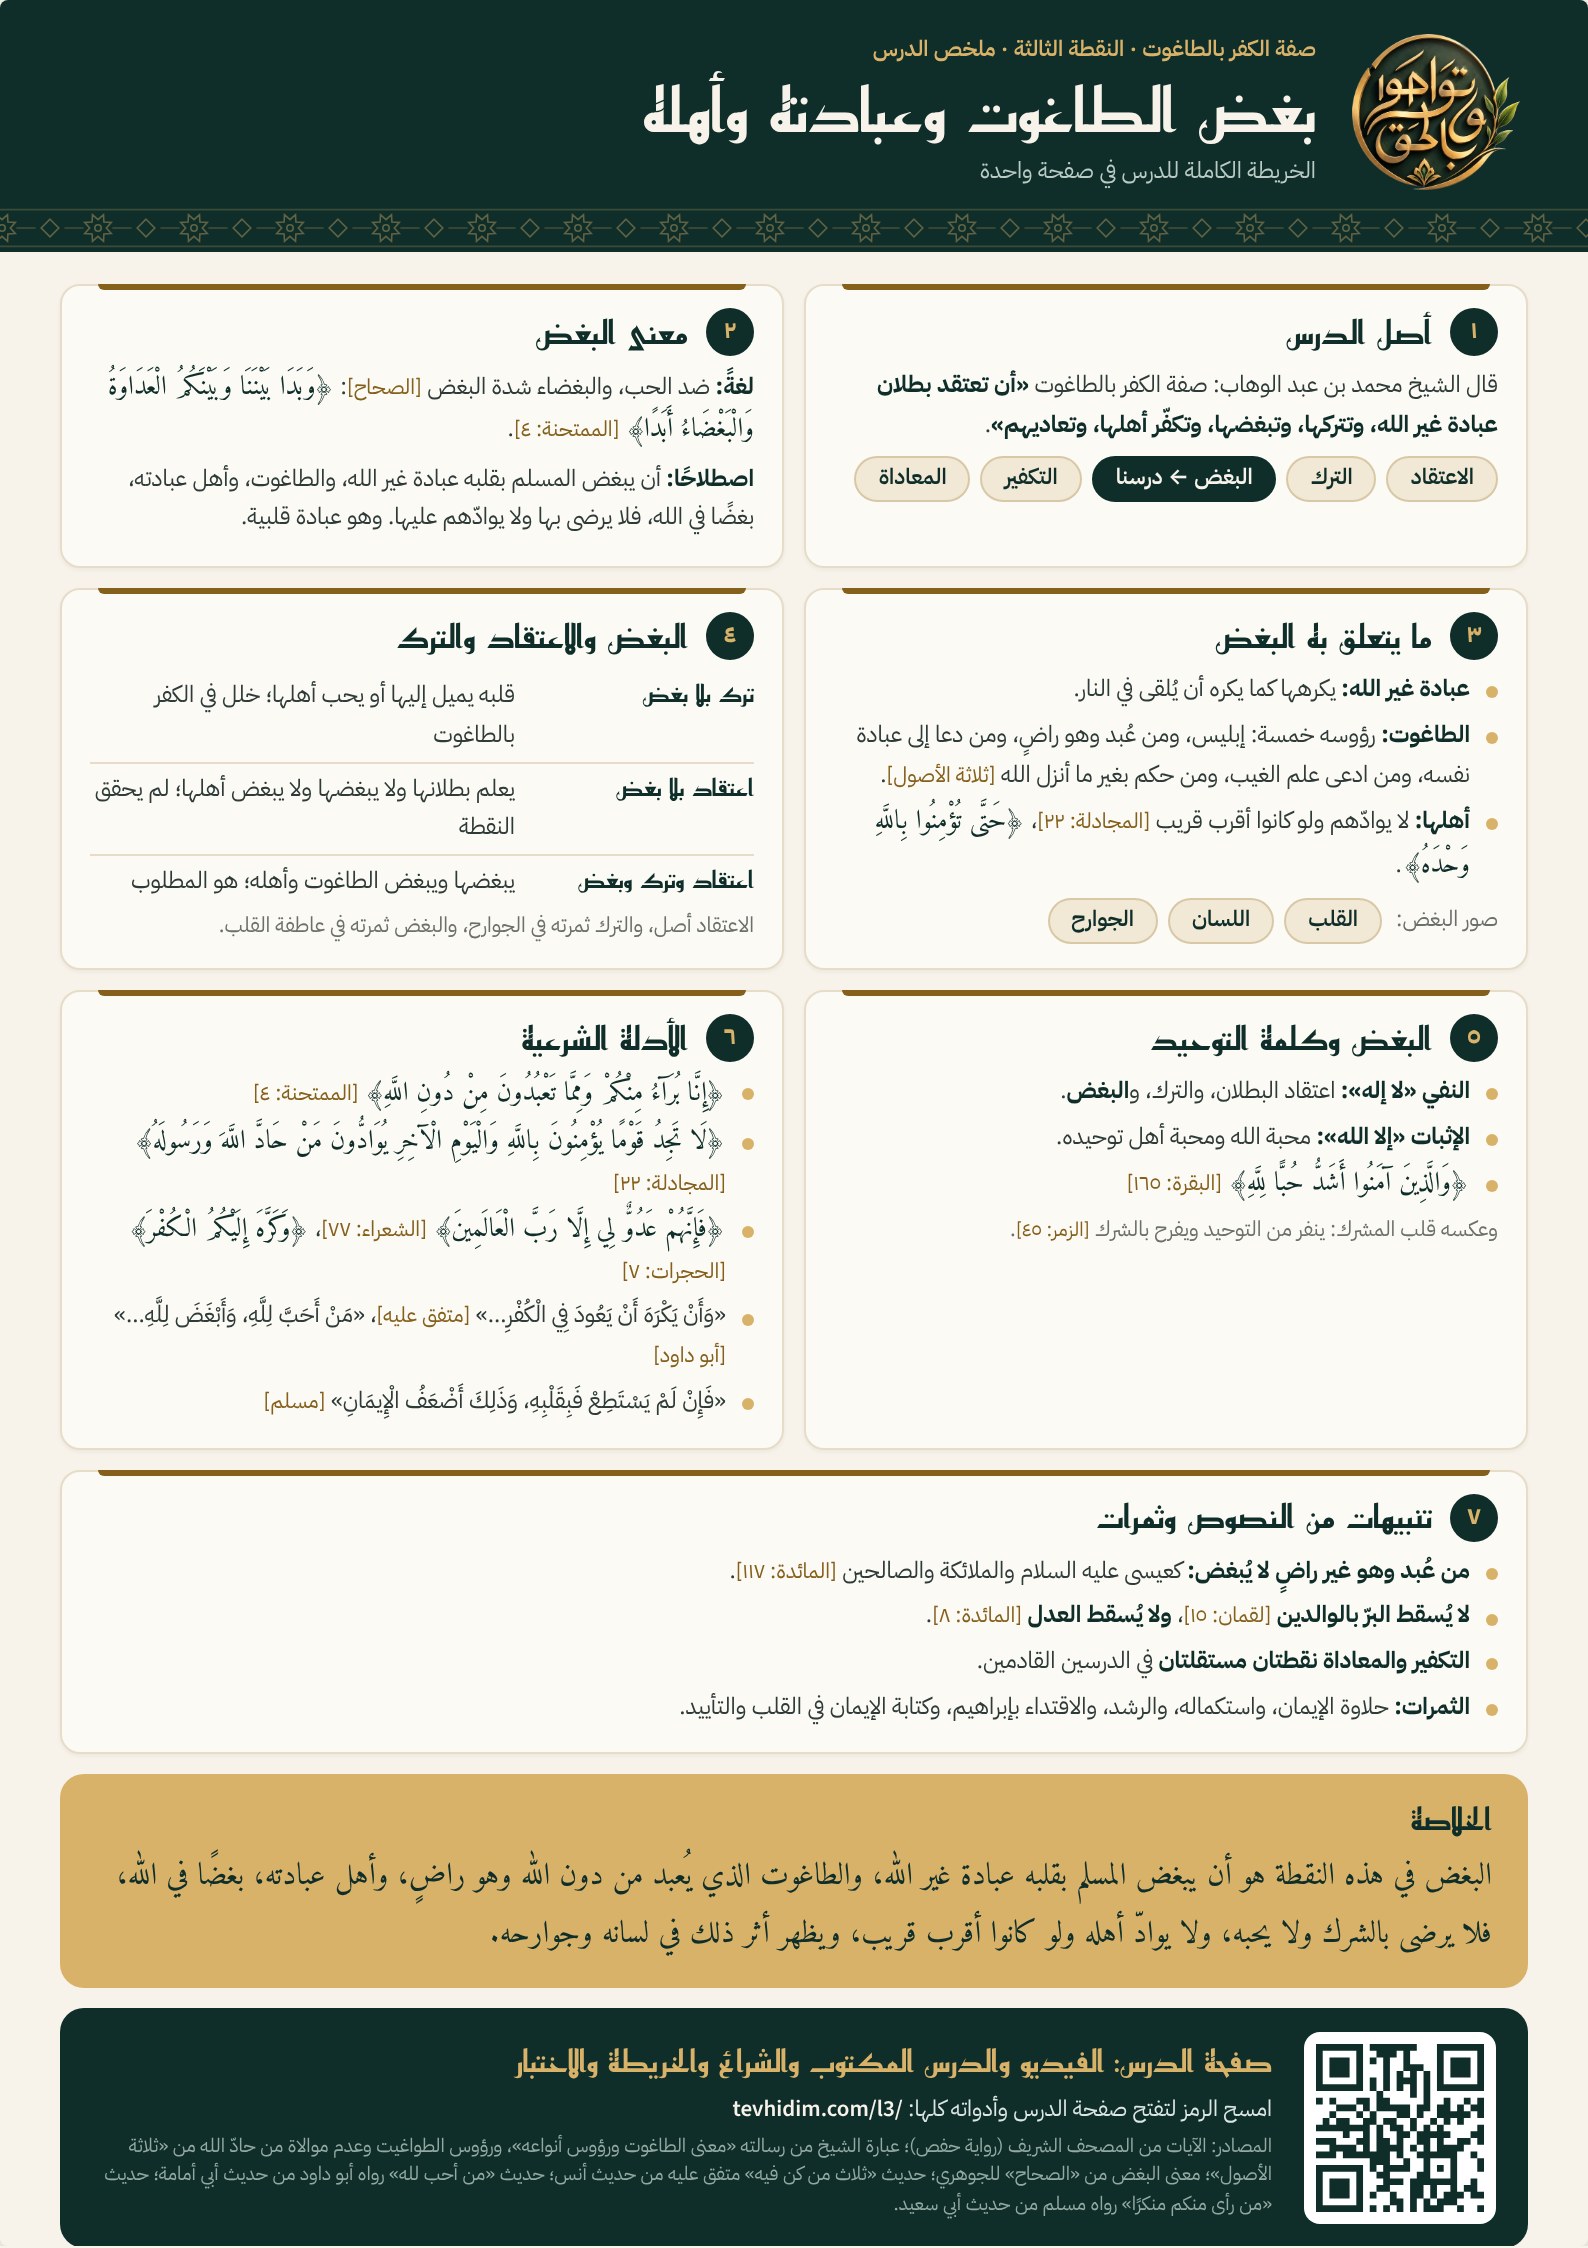 وتواصوا بالحق
صفة الكفر بالطاغوت · النقطة الثالثة · ملخص الدرس
بغض الطاغوت وعبادته وأهله
الخريطة الكاملة للدرس في صفحة واحدة
١ أصل الدرس
قال الشيخ محمد بن عبد الوهاب: صفة الكفر بالطاغوت «أن تعتقد بطلان
عبادة غير الله، وتتركها، وتبغضها، وتكفّر أهلها، وتعاديهم».
الاعتقاد
الترك
البغض ← درسنا
التكفير
المعاداة
٢ معنى البغض
لغةً: ضد الحب، والبغضاء شدة البغض [الصحاح]: ﴿وَبَدَا بَيْنَنَا وَبَيْنَكُمُ الْعَدَاوَةُ
وَالْبَغْضَاءُ أَبَدًا﴾ [الممتحنة: ٤].
اصطلاحًا: أن يبغض المسلم بقلبه عبادة غير الله، والطاغوت، وأهل عبادته،
بغضًا في الله، فلا يرضى بها ولا يوادّهم عليها. وهو عبادة قلبية.
٣ ما يتعلق به البغض
عبادة غير الله: يكرهها كما يكره أن يُلقى في النار.
الطاغوت: رؤوسه خمسة: إبليس، ومن عُبد وهو راضٍ، ومن دعا إلى عبادة
نفسه، ومن ادعى علم الغيب، ومن حكم بغير ما أنزل الله [ثلاثة الأصول].
أهلها: لا يوادّهم ولو كانوا أقرب قريب [المجادلة: ٢٢]، ﴿حَتَّى تُؤْمِنُوا بِاللَّهِ
وَحْدَهُ﴾.
صور البغض:
القلب
اللسان
الجوارح
٤ البغض والاعتقاد والترك
ترك بلا بغض
قلبه يميل إليها أو يحب أهلها؛ خلل في الكفر
بالطاغوت
اعتقاد بلا بغض
يعلم بطلانها ولا يبغضها ولا يبغض أهلها؛ لم يحقق
النقطة
اعتقاد وترك وبغض
يبغضها ويبغض الطاغوت وأهله؛ هو المطلوب
الاعتقاد أصل، والترك ثمرته في الجوارح، والبغض ثمرته في عاطفة القلب.
٥ البغض وكلمة التوحيد
النفي «لا إله»: اعتقاد البطلان، والترك، والبغض.
الإثبات «إلا الله»: محبة الله ومحبة أهل توحيده.
﴿وَالَّذِينَ آمَنُوا أَشَدُّ حُبًّا لِلَّهِ﴾ [البقرة: ١٦٥]
وعكسه قلب المشرك: ينفر من التوحيد ويفرح بالشرك [الزمر: ٤٥].
٦ الأدلة الشرعية
﴿إِنَّا بُرَآءُ مِنْكُمْ وَمِمَّا تَعْبُدُونَ مِنْ دُونِ اللَّهِ﴾ [الممتحنة: ٤]
﴿لَا تَجِدُ قَوْمًا يُؤْمِنُونَ بِاللَّهِ وَالْيَوْمِ الْآخِرِ يُوَادُّونَ مَنْ حَادَّ اللَّهَ وَرَسُولَهُ﴾
[المجادلة: ٢٢]
﴿فَإِنَّهُمْ عَدُوٌّ لِي إِلَّا رَبَّ الْعَالَمِينَ﴾ [الشعراء: ٧٧]، ﴿وَكَرَّهَ إِلَيْكُمُ الْكُفْرَ﴾
[الحجرات: ٧]
«وَأَنْ يَكْرَهَ أَنْ يَعُودَ فِي الْكُفْرِ…» [متفق عليه]، «مَنْ أَحَبَّ لِلَّهِ، وَأَبْغَضَ لِلَّهِ…»
[أبو داود]
«فَإِنْ لَمْ يَسْتَطِعْ فَبِقَلْبِهِ، وَذَلِكَ أَضْعَفُ الْإِيمَانِ» [مسلم]
٧ تنبيهات من النصوص وثمرات
من عُبد وهو غير راضٍ لا يُبغض: كعيسى عليه السلام والملائكة والصالحين [المائدة: ١١٧].
لا يُسقط البرّ بالوالدين [لقمان: ١٥]، ولا يُسقط العدل [المائدة: ٨].
التكفير والمعاداة نقطتان مستقلتان في الدرسين القادمين.
الثمرات: حلاوة الإيمان، واستكماله، والرشد، والاقتداء بإبراهيم، وكتابة الإيمان في القلب والتأييد.
الخلاصة
البغض في هذه النقطة هو أن يبغض المسلم بقلبه عبادة غير الله، والطاغوت الذي يُعبد من دون الله وهو راضٍ، وأهل عبادته، بغضًا في الله،
فلا يرضى بالشرك ولا يحبه، ولا يوادّ أهله ولو كانوا أقرب قريب، ويظهر أثر ذلك في لسانه وجوارحه.
صفحة الدرس: الفيديو والدرس المكتوب والشرائح والخريطة والاختبار
امسح الرمز لتفتح صفحة الدرس وأدواته كلها: tevhidim.com/l3/
المصادر: الآيات من المصحف الشريف (رواية حفص)؛ عبارة الشيخ من رسالته «معنى الطاغوت ورؤوس أنواعه»، ورؤوس الطواغيت وعدم موالاة من حادّ الله من «ثلاثة
الأصول»؛ معنى البغض من «الصحاح» للجوهري؛ حديث «ثلاث من كن فيه» متفق عليه من حديث أنس؛ حديث «من أحب لله» رواه أبو داود من حديث أبي أمامة؛ حديث
«من رأى منكم منكرًا» رواه مسلم من حديث أبي سعيد.